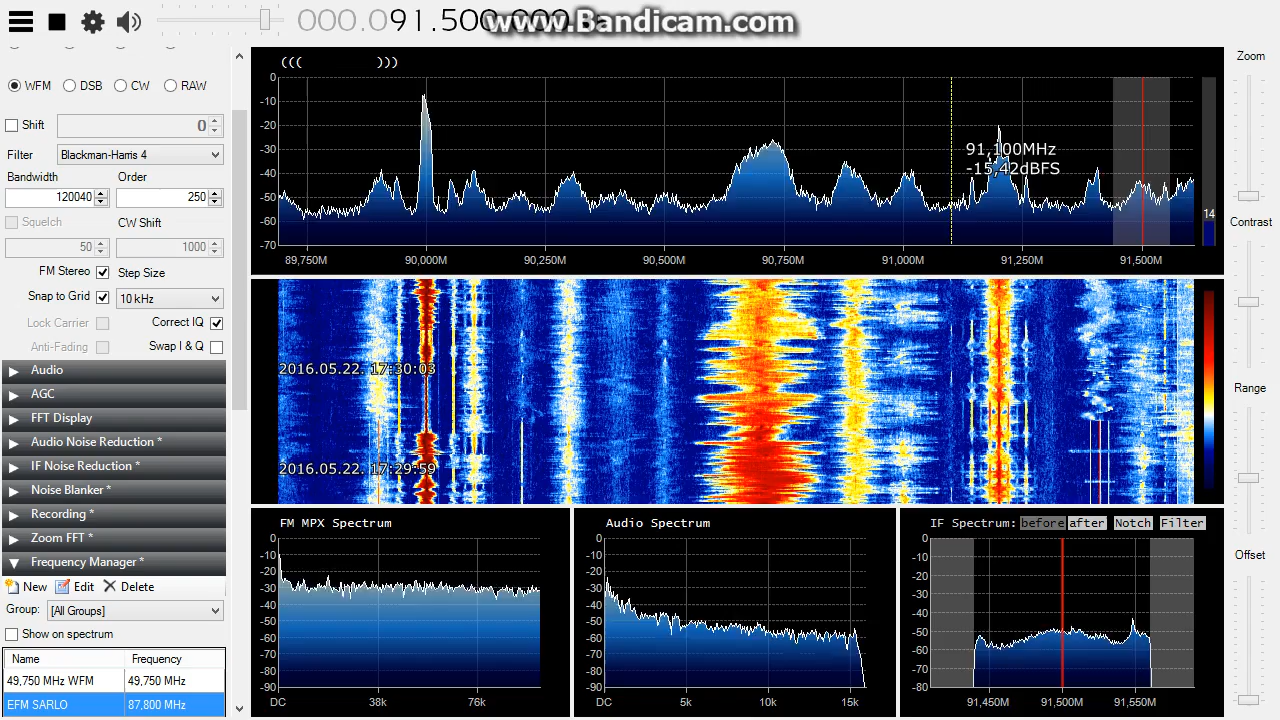 000.091.500.000
www.Bandicam.com
WFM DSB CW RAW
Shift 0
Filter Blackman-Harris 4
Bandwidth Order
12040 250
Squelch CW Shift
50 1000
FM Stereo Step Size
Snap to Grid 10 kHz
Lock Carrier Correct IQ
Anti-Fading Swap I & Q
Audio
AGC
FFT Display
Audio Noise Reduction *
IF Noise Reduction *
Noise Blanker *
Recording *
Zoom FFT *
Frequency Manager *
New Edit Delete
Group: [All Groups]
Show on spectrum
Name Frequency
49,750 MHz WFM 49,750 MHz
MHz
((( )))
0
-10
-20
-30
-40
-50
-60
-70
91,100MHz
-15,42dBFS
14
89,750M 90,000M 90,250M 90,500M 90,750M 91,000M 91,250M 91,500M
2016.05.22. 17:30:03
2016.05.22. 17:29:59
FM MPX Spectrum
0
-10
-20
-30
-40
-50
-60
-70
-80
-90
DC 38k 76k
Audio Spectrum
0
-10
-20
-30
-40
-50
-60
-70
-80
-90
DC 5k 10k 15k
IF Spectrum: before after Notch Filter
0
-10
-20
-30
-40
-50
-60
-70
-80
91,450M 91,500M 91,550M
Zoom
Contrast
Range
Offset